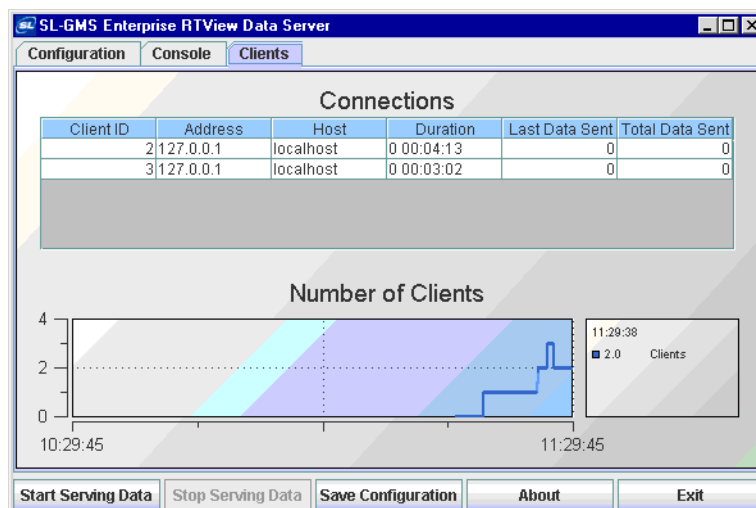 SL SL-GMS Enterprise RTView Data Server
Configuration Console Clients
Connections
Client ID Address Host Duration Last Data Sent Total Data Sent
2 127.0.0.1 localhost 0 00:04:13 0 0
3 127.0.0.1 localhost 0 00:03:02 0 0
Number of Clients
4
2
0
10:29:45 11:29:45
11:29:38
2.0 Clients
Start Serving Data Stop Serving Data Save Configuration About Exit